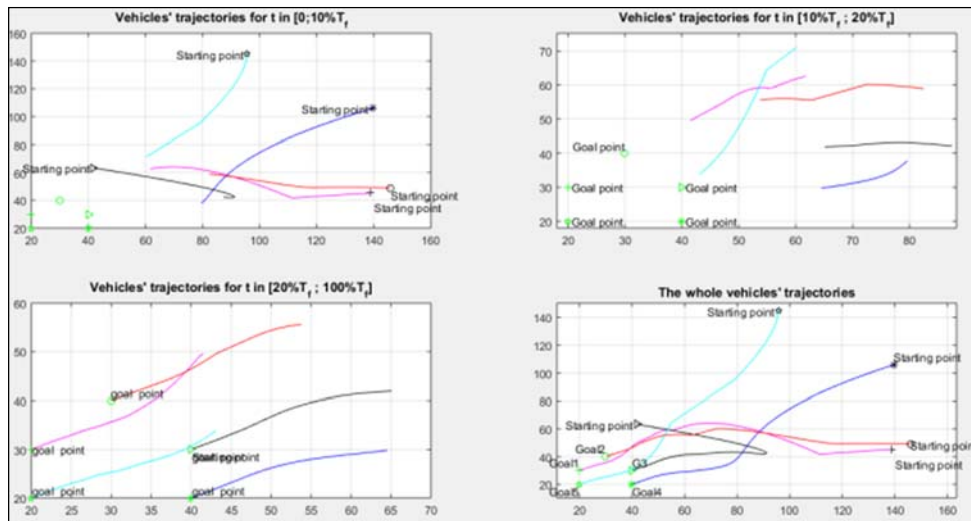 Vehicles' trajectories for t in [0;10%T_f
160
140
120
100
80
60
40
20
20 40 60 80 100 120 140 160
Starting point
Starting point
Starting point
Starting point
Starting point
Vehicles' trajectories for t in [10%T_f ; 20%T_f]
70
60
50
40
30
20
20 30 40 50 60 70 80
Goal point
Goal point
Goal point
Goal point
Goal point
Vehicles' trajectories for t in [20%T_f ; 100%T_f]
60
50
40
30
20
20 25 30 35 40 45 50 55 60 65 70
goal point
goal point
goal point
goal point
The whole vehicles' trajectories
140
120
100
80
60
40
20
20 40 60 80 100 120 140 160
Starting point
Starting point
Starting point
Starting point
Starting point
Goal2
Goal1
G3
Goal5
Goal4